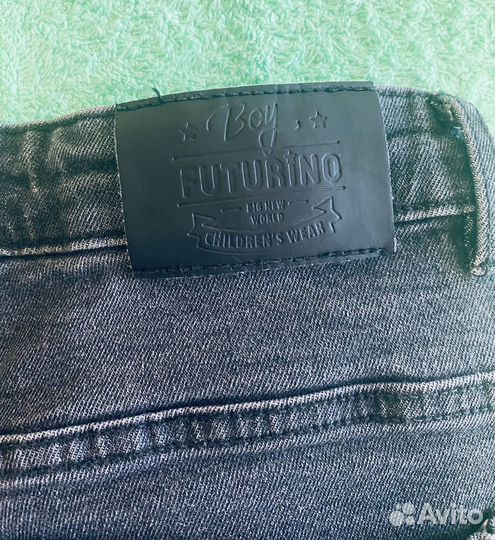 Boy
FUTURINO
BIG NEW
WORLD
CHILDREN'S WEAR
Avito